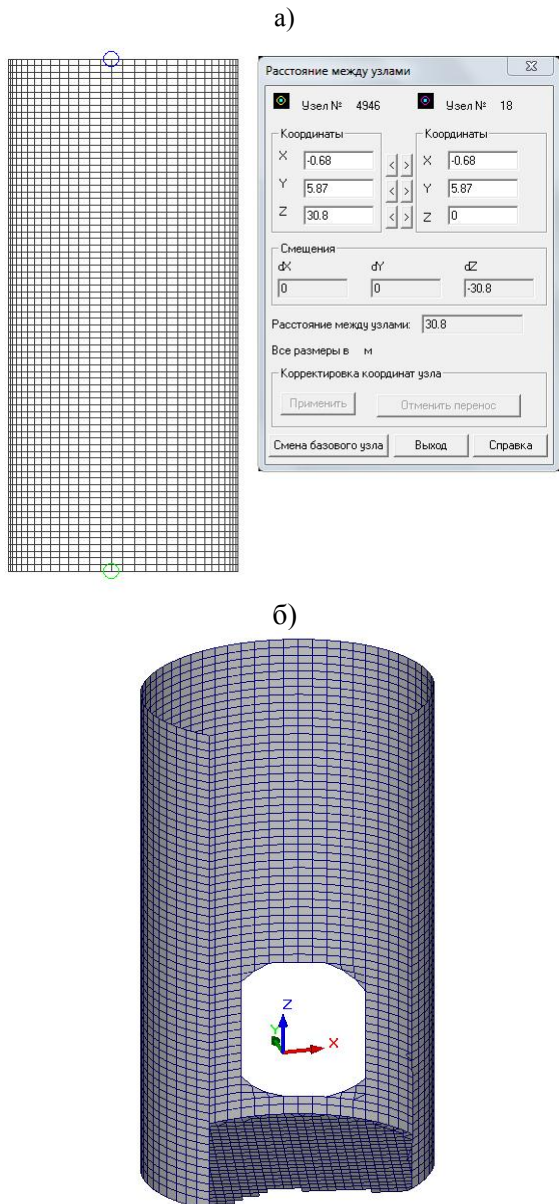 а)
Расстояние между узлами
Узел № 4946
Узел № 18
Координаты
Координаты
X -0.68
X -0.68
Y 5.87
Y 5.87
Z 30.8
Z 0
< >
< >
< >
Смещения
dX dY dZ
0 0 -30.8
Расстояние между узлами: 30.8
Все размеры в м
Корректировка координат узла
Применить
Отменить перенос
Смена базового узла
Выход
Справка
б)
Z
Y
X